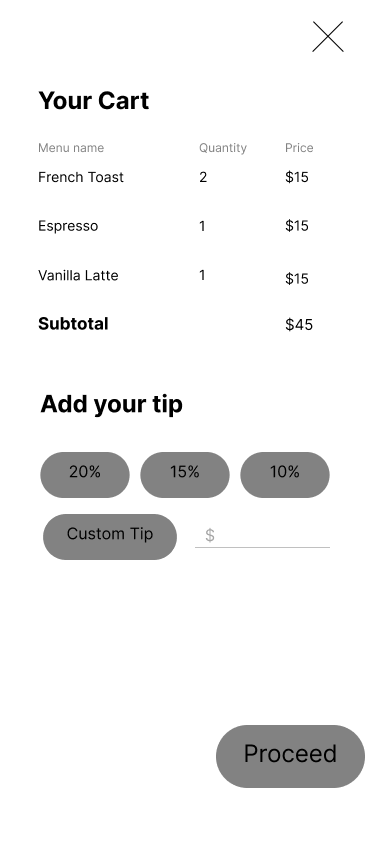 Your Cart
Menu name Quantity Price
French Toast 2 $15
Espresso 1 $15
Vanilla Latte 1 $15
Subtotal $45
Add your tip
20% 15% 10%
Custom Tip $
Proceed